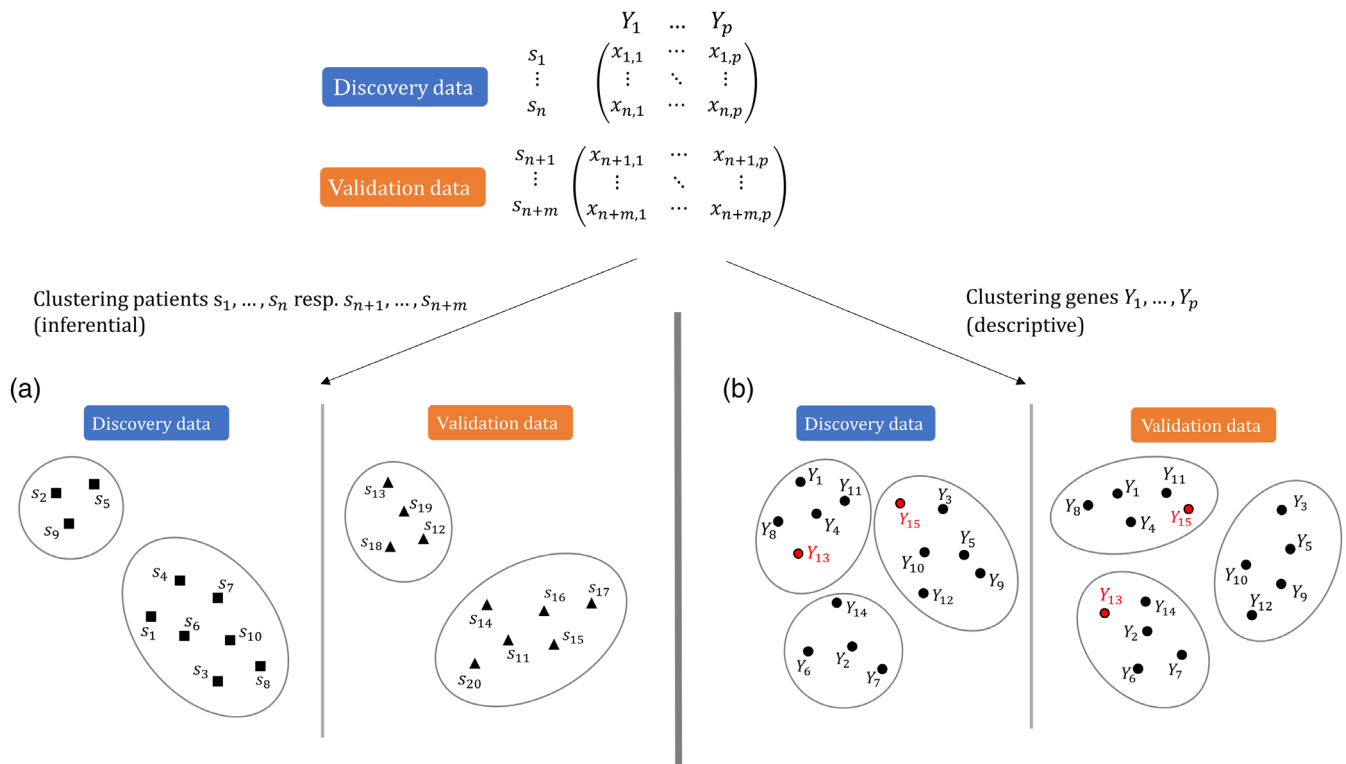 Y₁ … Yₚ
s₁ x₁,₁ ⋯ x₁,ₚ
Discovery data ⋮ ⋮ ⋱ ⋮
sₙ xₙ,₁ ⋯ xₙ,ₚ
sₙ₊₁ xₙ₊₁,₁ ⋯ xₙ₊₁,ₚ
Validation data ⋮ ⋮ ⋱ ⋮
sₙ₊ₘ xₙ₊ₘ,₁ ⋯ xₙ₊ₘ,ₚ
Clustering patients s₁, … , sₙ resp. sₙ₊₁, … , sₙ₊ₘ
(inferential)
Clustering genes Y₁, … , Yₚ
(descriptive)
(a)
Discovery data
s₂
s₅
s₉
s₄
s₇
s₁
s₆
s₁₀
s₃
s₈
Validation data
s₁₃
s₁₉
s₁₂
s₁₈
s₁₇
s₁₆
s₁₄
s₁₅
s₁₁
s₂₀
(b)
Discovery data
Y₁
Y₁₁
Y₈
Y₄
Y₁₃
Y₃
Y₁₅
Y₅
Y₁₀
Y₉
Y₁₂
Y₁₄
Y₆
Y₂
Y₇
Validation data
Y₁₁
Y₁
Y₈
Y₄
Y₁₅
Y₃
Y₅
Y₁₀
Y₁₂
Y₉
Y₁₃
Y₁₄
Y₂
Y₆
Y₇